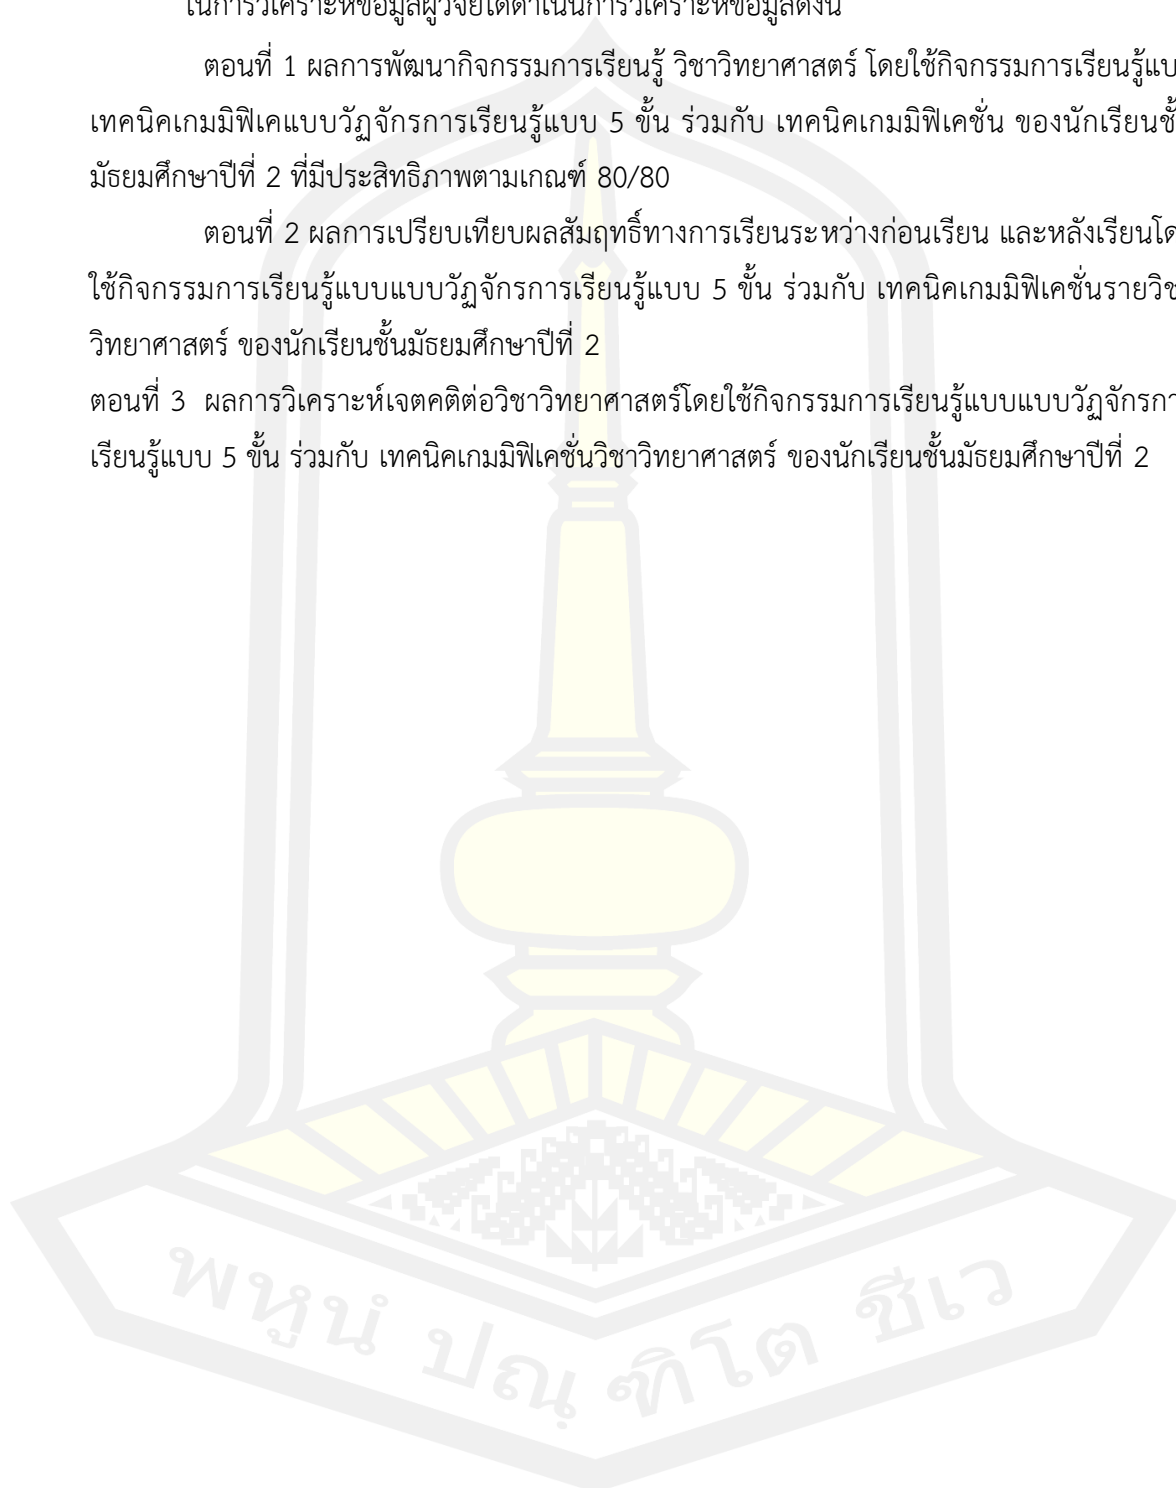 ในการวิเคราะห์ข้อมูลผู้วิจัยได้ดำเนินการวิเคราะห์ข้อมูลดังนี้
ตอนที่ 1 ผลการพัฒนากิจกรรมการเรียนรู้ วิชาวิทยาศาสตร์ โดยใช้กิจกรรมการเรียนรู้แบ
เทคนิคเกมมิฟิเคแบบวัฏจักรการเรียนรู้แบบ 5 ขั้น ร่วมกับ เทคนิคเกมมิฟิเคชั่น ของนักเรียนชั้
มัธยมศึกษาปีที่ 2 ที่มีประสิทธิภาพตามเกณฑ์ 80/80
ตอนที่ 2 ผลการเปรียบเทียบผลสัมฤทธิ์ทางการเรียนระหว่างก่อนเรียน และหลังเรียนโด
ใช้กิจกรรมการเรียนรู้แบบแบบวัฏจักรการเรียนรู้แบบ 5 ขั้น ร่วมกับ เทคนิคเกมมิฟิเคชั่นรายวิช
วิทยาศาสตร์ ของนักเรียนชั้นมัธยมศึกษาปีที่ 2
ตอนที่ 3 ผลการวิเคราะห์เจตคติต่อวิชาวิทยาศาสตร์โดยใช้กิจกรรมการเรียนรู้แบบแบบวัฏจักรกา
เรียนรู้แบบ 5 ขั้น ร่วมกับ เทคนิคเกมมิฟิเคชั่นวิชาวิทยาศาสตร์ ของนักเรียนชั้นมัธยมศึกษาปีที่ 2
พหูนํ ปณฺฑิโต ชีเว